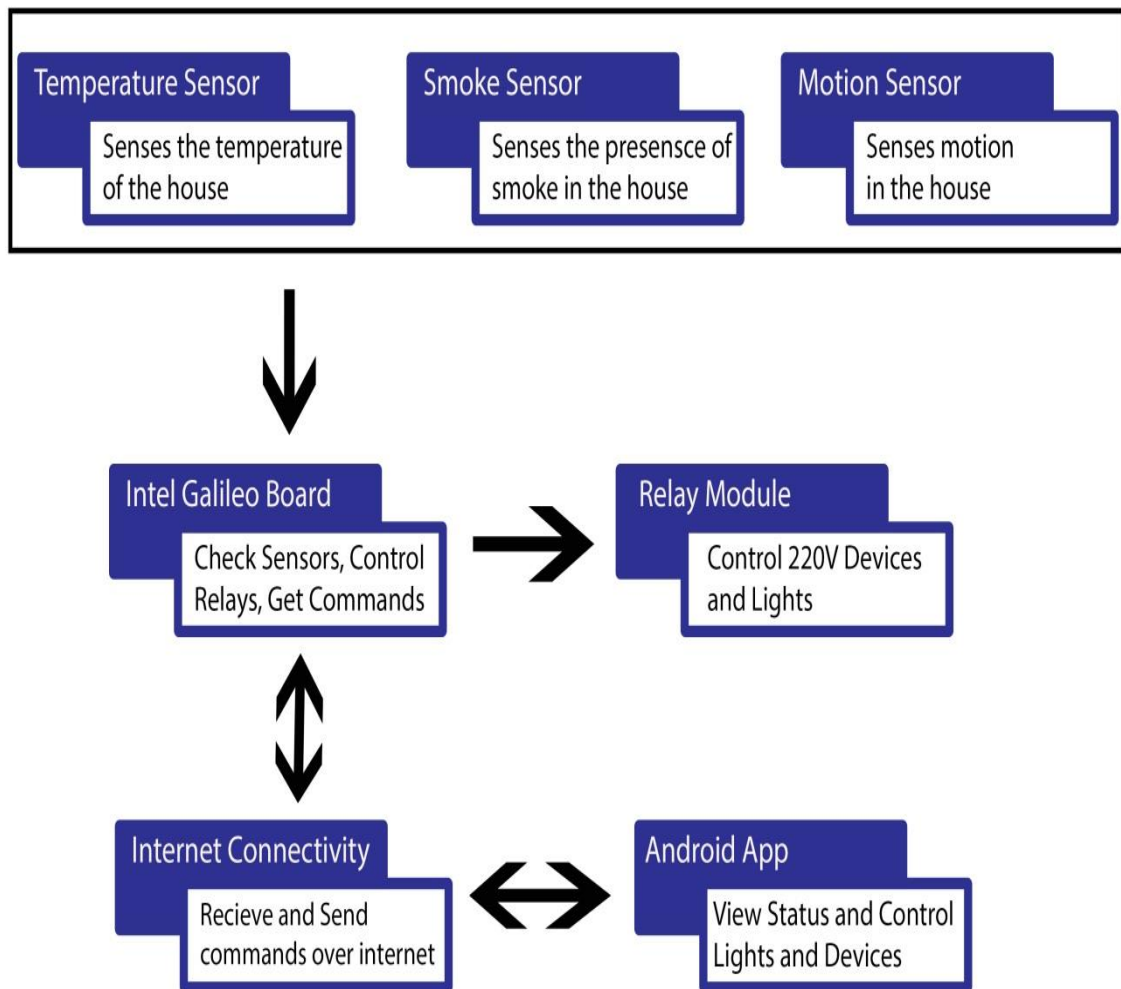 Temperature Sensor
Senses the temperature
of the house
Smoke Sensor
Senses the presensce of
smoke in the house
Motion Sensor
Senses motion
in the house
Intel Galileo Board
Check Sensors, Control
Relays, Get Commands
Relay Module
Control 220V Devices
and Lights
Internet Connectivity
Recieve and Send
commands over internet
Android App
View Status and Control
Lights and Devices